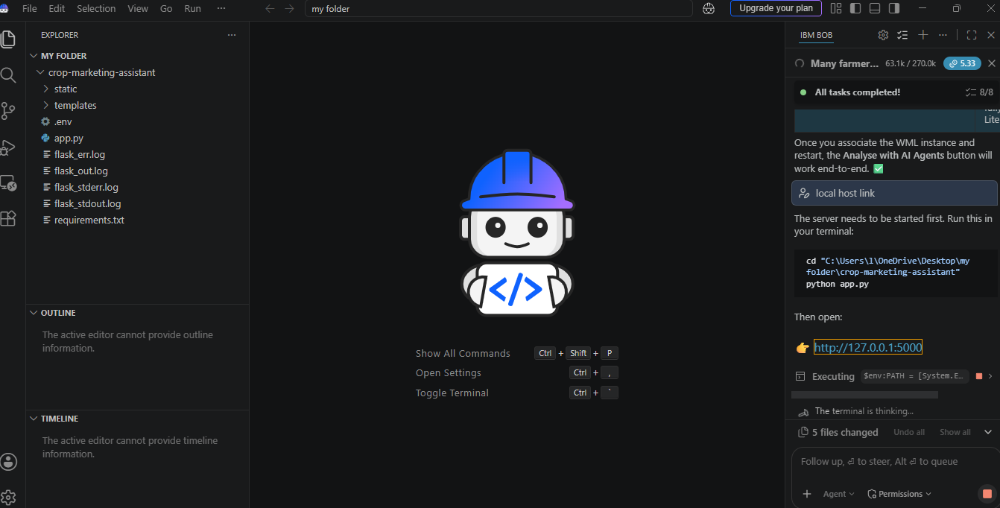 File Edit Selection View Go Run ··· my folder Upgrade your plan
EXPLORER ···
MY FOLDER
crop-marketing-assistant
static
templates
.env
app.py
flask_err.log
flask_out.log
flask_stderr.log
flask_stdout.log
requirements.txt
OUTLINE
The active editor cannot provide outline
information.
TIMELINE
The active editor cannot provide timeline
information.
</>
Show All Commands Ctrl + Shift + P
Open Settings Ctrl + ,
Toggle Terminal Ctrl + `
IBM BOB
Many farmer... 63.1k / 270.0k 5.33
All tasks completed! 8/8
Lite
Once you associate the WML instance and
restart, the Analyse with AI Agents button will
work end-to-end. ✅
local host link
The server needs to be started first. Run this in
your terminal:
cd "C:\Users\l\OneDrive\Desktop\my
folder\crop-marketing-assistant"
python app.py
Then open:
👉 http://127.0.0.1:5000
Executing $env:PATH = [System.E...
The terminal is thinking...
5 files changed Undo all Show all
Follow up, ⏎ to steer, Alt ⏎ to queue
Agent Permissions